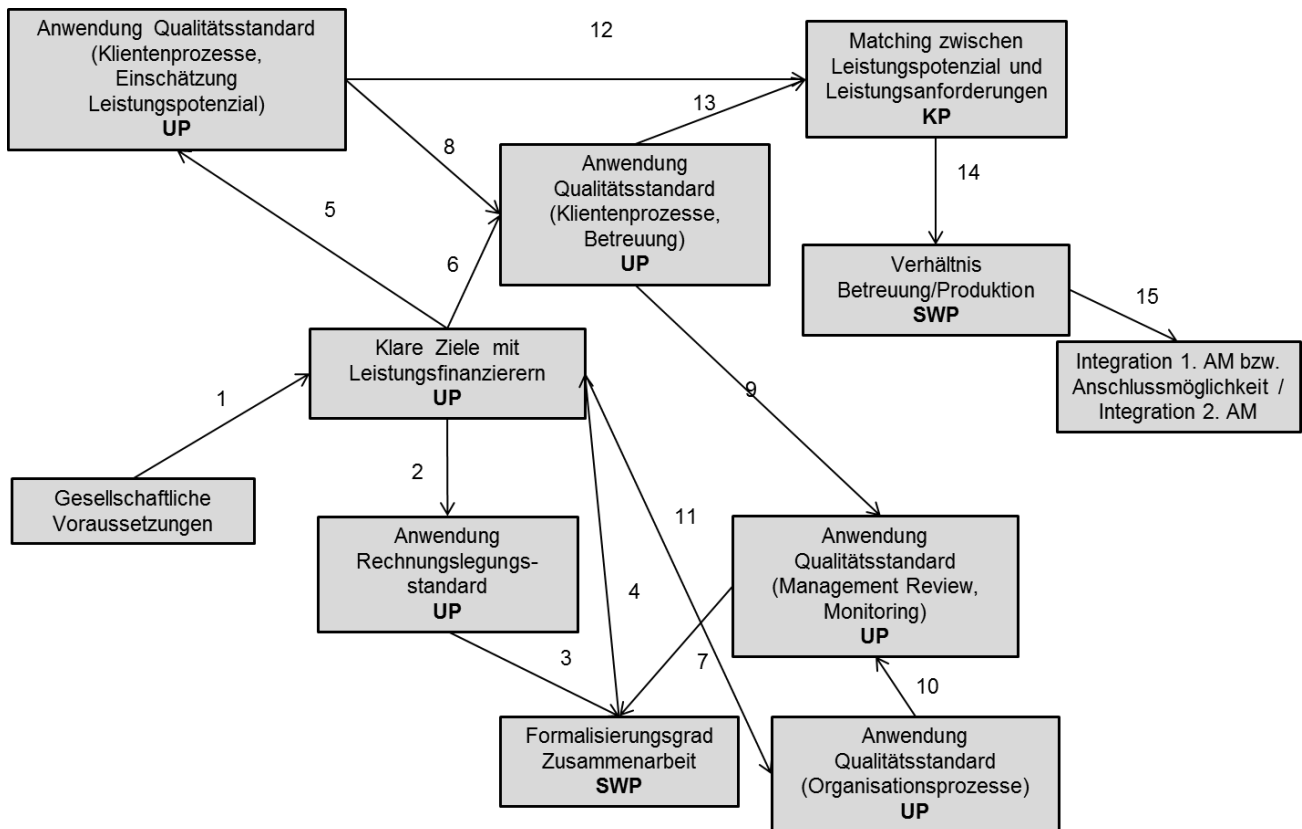 Anwendung Qualitätsstandard
(Klientenprozesse,
Einschätzung
Leistungspotenzial)
UP
12
Matching zwischen
Leistungspotenzial und
Leistungsanforderungen
KP
13
8
Anwendung
Qualitätsstandard
(Klientenprozesse,
Betreuung)
UP
14
5
6
Verhältnis
Betreuung/Produktion
SWP
15
Klare Ziele mit
Leistungsfinanzierern
UP
Integration 1. AM bzw.
Anschlussmöglichkeit /
Integration 2. AM
1
9
2
Gesellschaftliche
Voraussetzungen
11
Anwendung
Rechnungslegungs-
standard
UP
Anwendung
Qualitätsstandard
(Management Review,
Monitoring)
UP
4
3
7
10
Formalisierungsgrad
Zusammenarbeit
SWP
Anwendung
Qualitätsstandard
(Organisationsprozesse)
UP